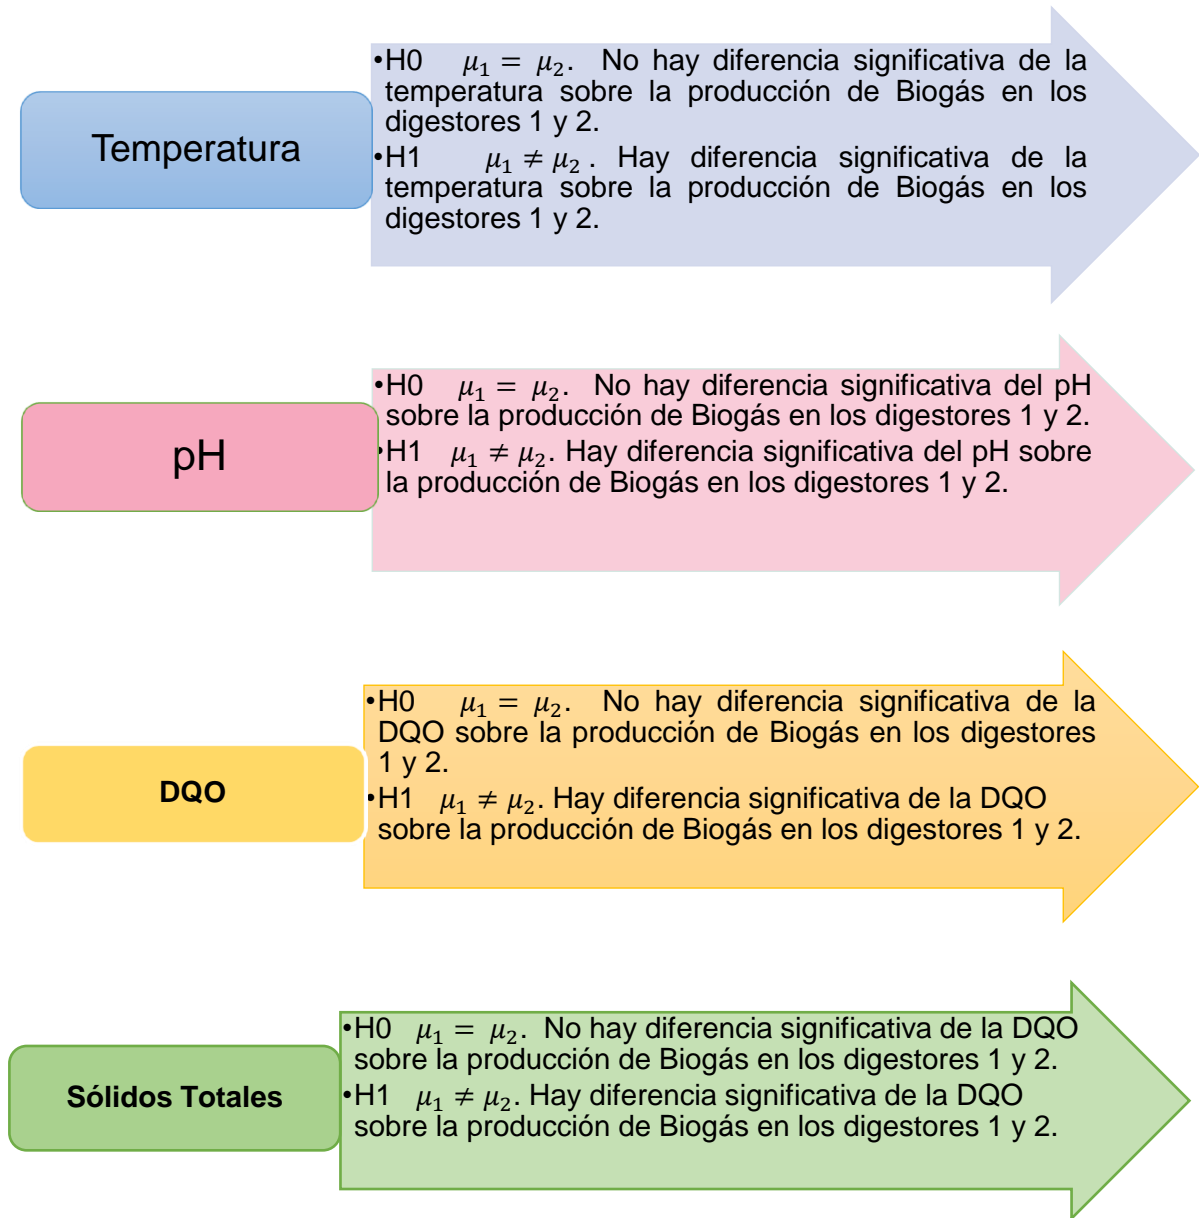 Temperatura
•H0 μ₁ = μ₂. No hay diferencia significativa de la
temperatura sobre la producción de Biogás en los
digestores 1 y 2.
•H1 μ₁ ≠ μ₂ . Hay diferencia significativa de la
temperatura sobre la producción de Biogás en los
digestores 1 y 2.
pH
•H0 μ₁ = μ₂. No hay diferencia significativa del pH
sobre la producción de Biogás en los digestores 1 y 2.
•H1 μ₁ ≠ μ₂. Hay diferencia significativa del pH sobre
la producción de Biogás en los digestores 1 y 2.
DQO
•H0 μ₁ = μ₂. No hay diferencia significativa de la
DQO sobre la producción de Biogás en los digestores
1 y 2.
•H1 μ₁ ≠ μ₂. Hay diferencia significativa de la DQO
sobre la producción de Biogás en los digestores 1 y 2.
Sólidos Totales
•H0 μ₁ = μ₂. No hay diferencia significativa de la DQO
sobre la producción de Biogás en los digestores 1 y 2.
•H1 μ₁ ≠ μ₂. Hay diferencia significativa de la DQO
sobre la producción de Biogás en los digestores 1 y 2.